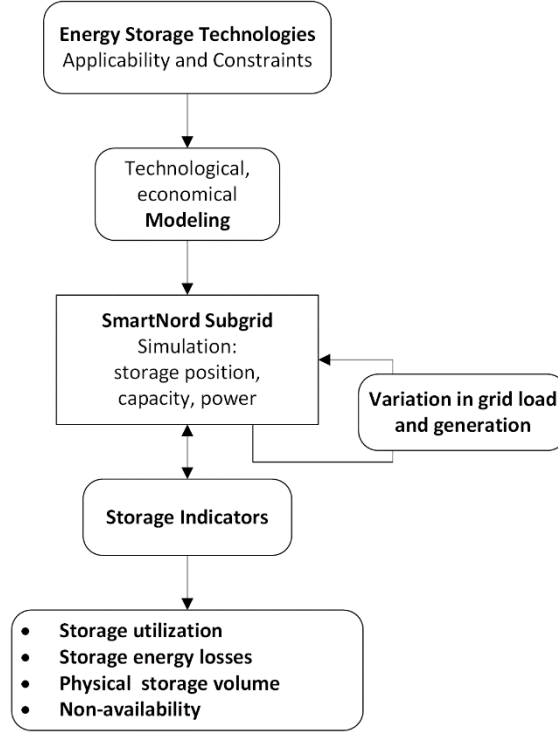 Energy Storage Technologies
Applicability and Constraints
Technological,
economical
Modeling
SmartNord Subgrid
Simulation:
storage position,
capacity, power
Variation in grid load
and generation
Storage Indicators
• Storage utilization
• Storage energy losses
• Physical storage volume
• Non-availability